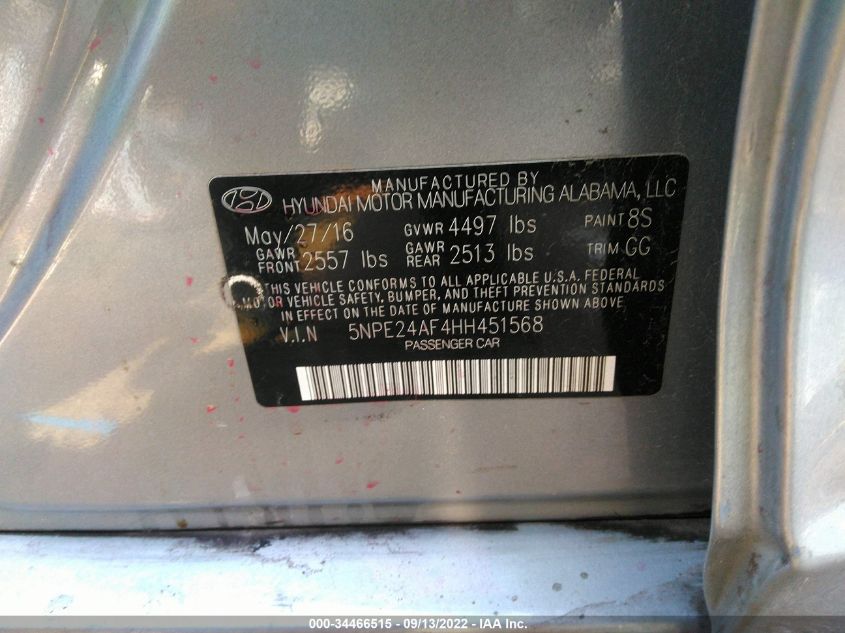 MANUFACTURED BY
HYUNDAI MOTOR MANUFACTURING ALABAMA, LLC
May/27/16 GVWR 4497 lbs PAINT 8S
GAWR FRONT 2557 lbs GAWR REAR 2513 lbs TRIM GG
THIS VEHICLE CONFORMS TO ALL APPLICABLE U.S.A. FEDERAL
MOTOR VEHICLE SAFETY, BUMPER, AND THEFT PREVENTION STANDARDS
IN EFFECT ON THE DATE OF MANUFACTURE SHOWN ABOVE
V.I.N 5NPE24AF4HH451568
PASSENGER CAR
000-34466515 - 09/13/2022 - IAA Inc.